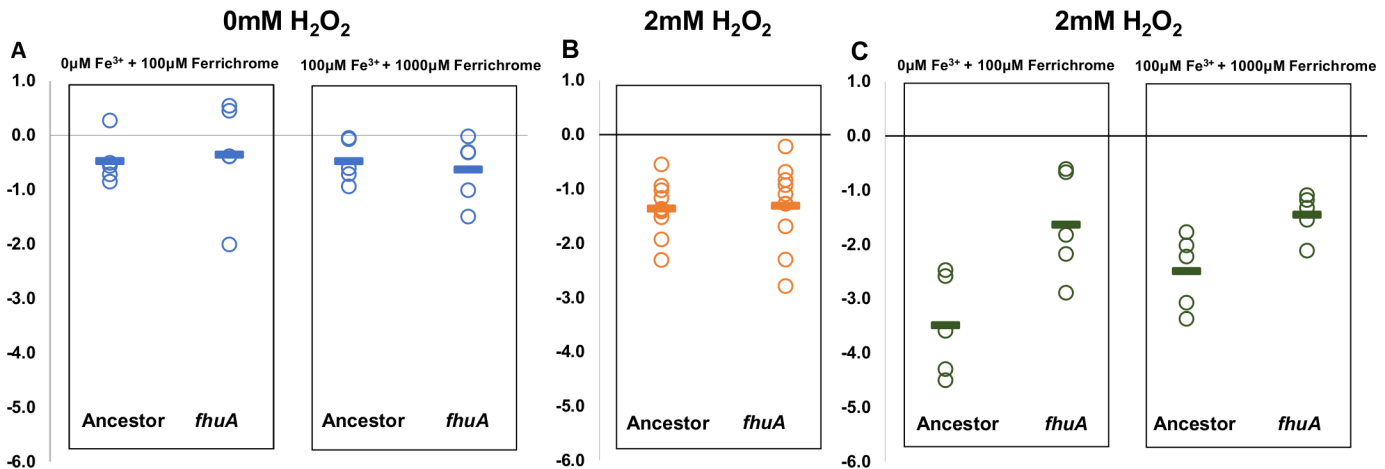 0mM H₂O₂
2mM H₂O₂
2mM H₂O₂
A
0µM Fe³⁺ + 100µM Ferrichrome
100µM Fe³⁺ + 1000µM Ferrichrome
1.0
0.0
-1.0
-2.0
-3.0
-4.0
-5.0
-6.0
Ancestor fhuA
Ancestor fhuA
B
1.0
0.0
-1.0
-2.0
-3.0
-4.0
-5.0
-6.0
Ancestor fhuA
C
0µM Fe³⁺ + 100µM Ferrichrome
100µM Fe³⁺ + 1000µM Ferrichrome
1.0
0.0
-1.0
-2.0
-3.0
-4.0
-5.0
-6.0
Ancestor fhuA
Ancestor fhuA